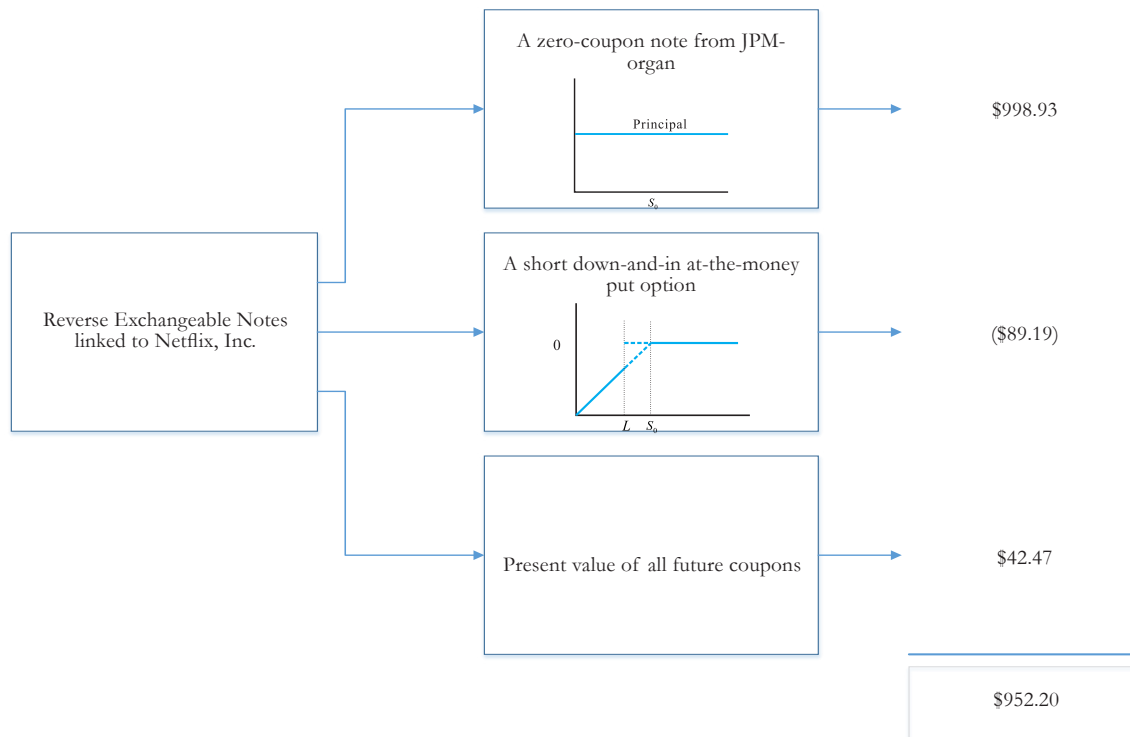 A zero-coupon note from JPM-
organ
Principal
S₀
$998.93
Reverse Exchangeable Notes
linked to Netflix, Inc.
A short down-and-in at-the-money
put option
0
L S₀
($89.19)
Present value of all future coupons
$42.47
$952.20